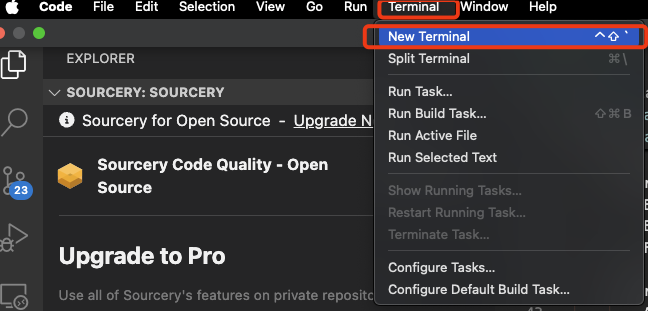 Code File Edit Selection View Go Run Terminal Window Help
New Terminal ^⇧`
Split Terminal ⌘\
EXPLORER
SOURCERY: SOURCERY
Sourcery for Open Source - Upgrade N
Sourcery Code Quality - Open
Source
Upgrade to Pro
Use all of Sourcery's features on private reposito
23
Run Task...
Run Build Task... ⇧⌘B
Run Active File
Run Selected Text
Show Running Tasks...
Restart Running Task...
Terminate Task...
Configure Tasks...
Configure Default Build Task...